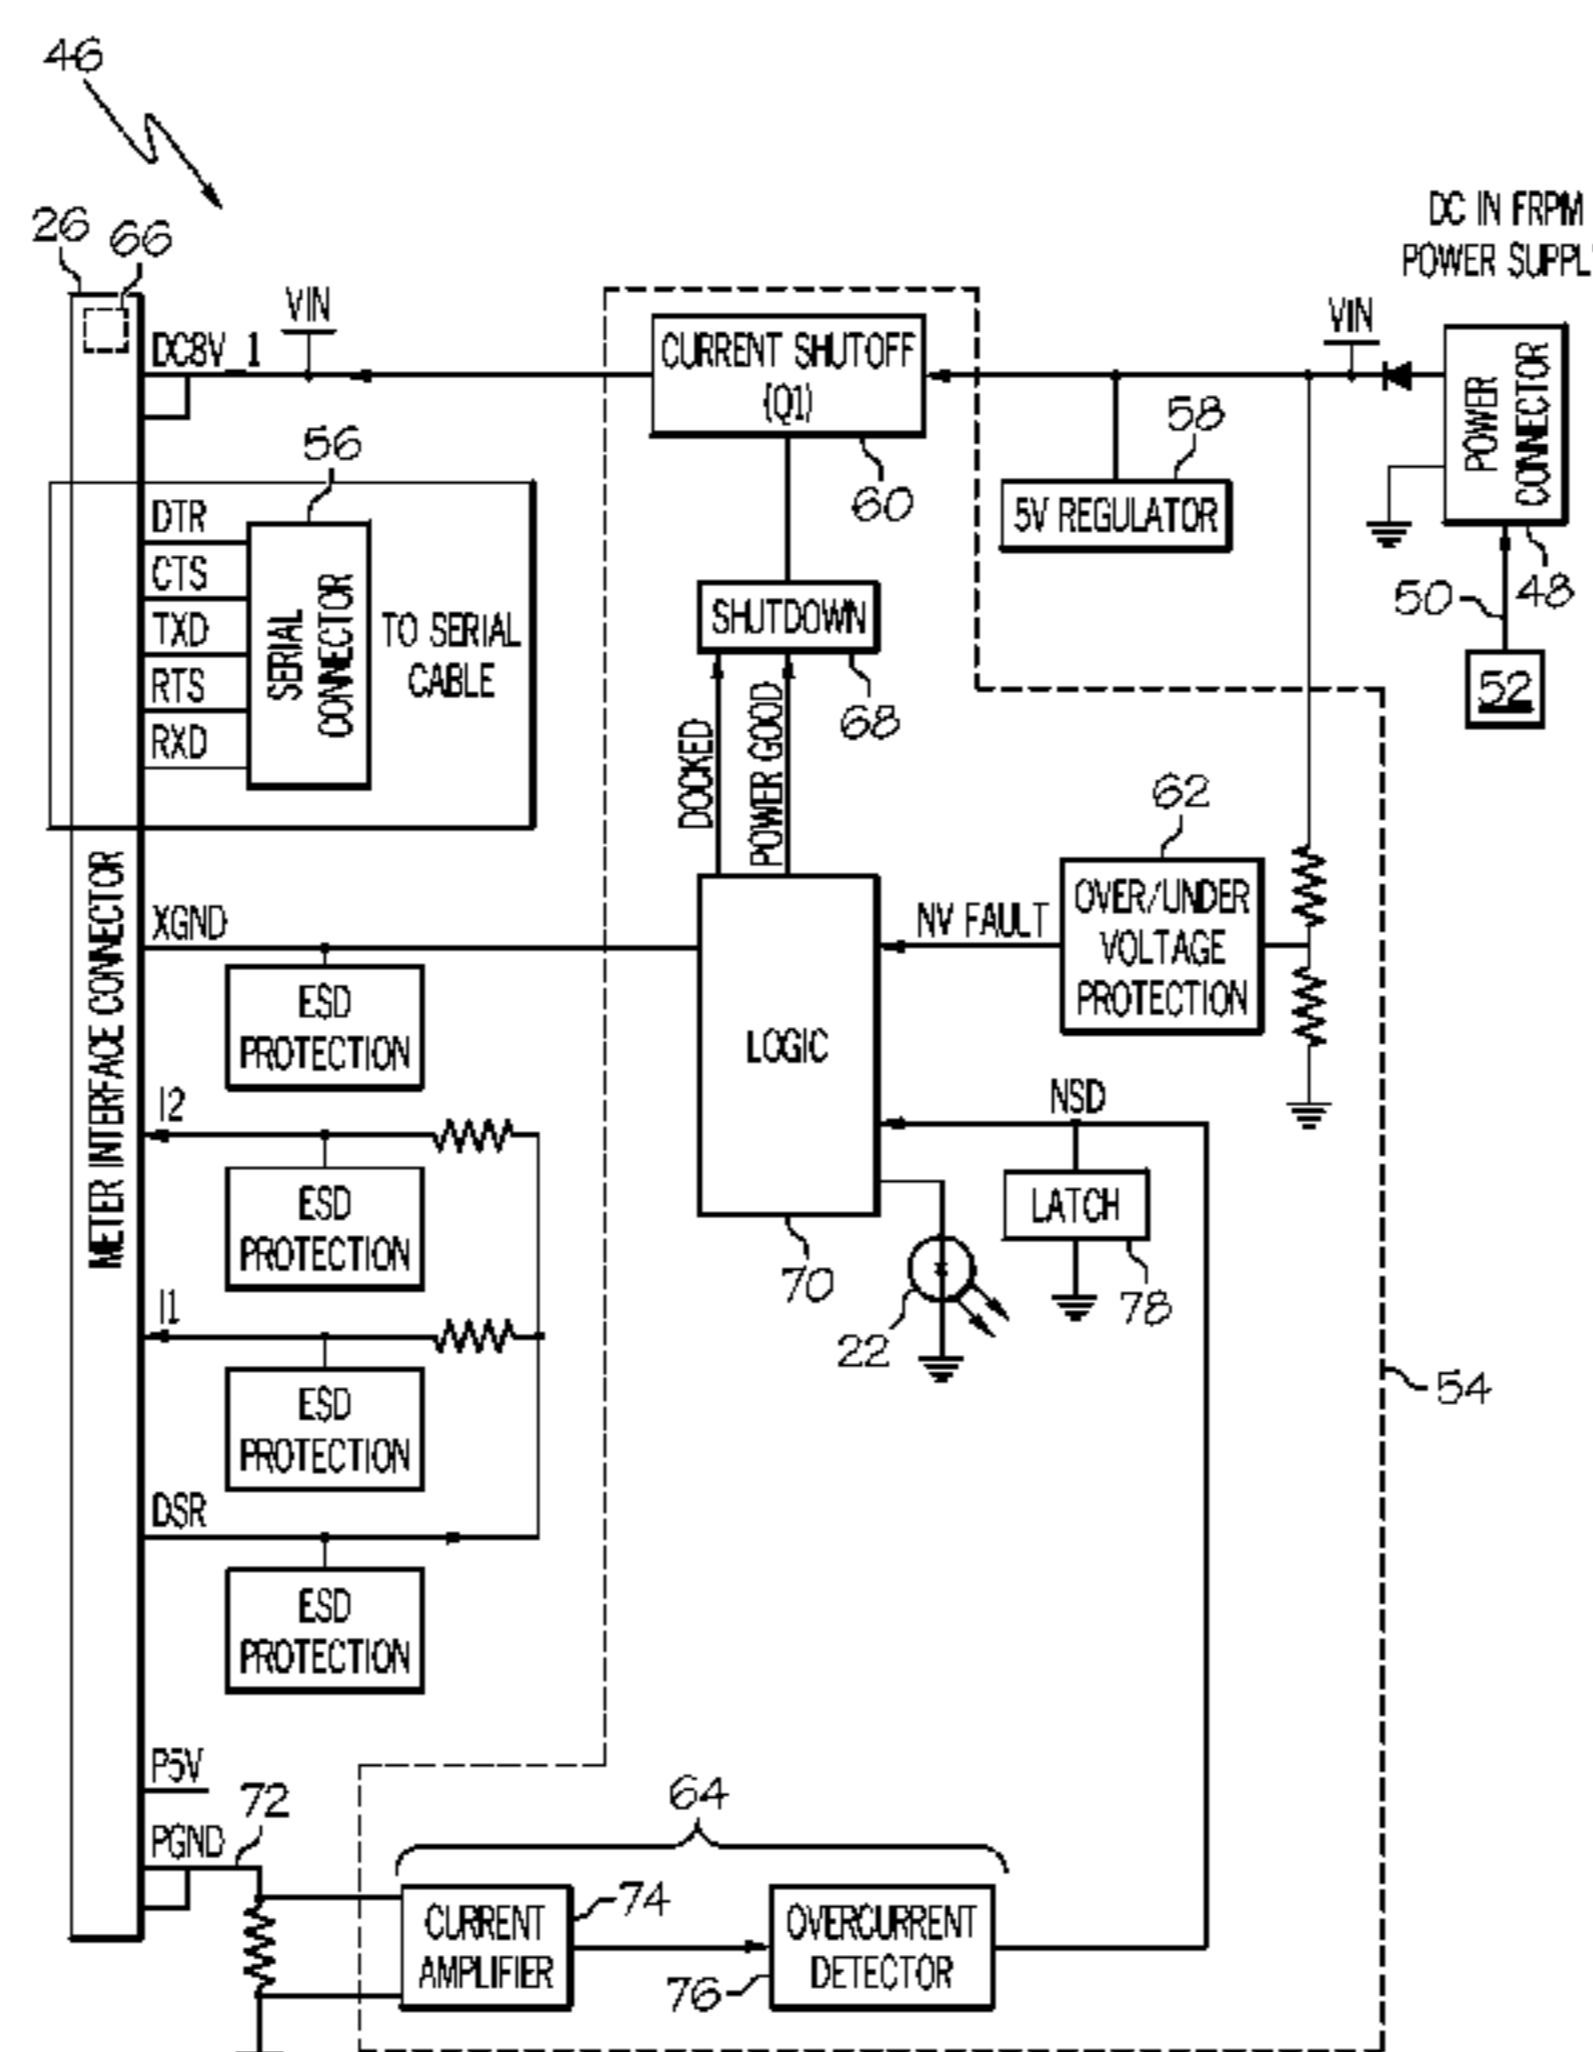 46
26
66
DC IN FRPM
POWER SUPPL
VIN
VIN
DC8V_1
CURRENT SHUTOFF
(Q1)
POWER
CONNECTOR
58
56
60
5V REGULATOR
50
48
52
DTR
CTS
TXD
RTS
RXD
SERIAL
CONNECTOR
TO SERIAL
CABLE
SHUTDOWN
68
DOCKED
POWER GOOD
62
METER INTERFACE CONNECTOR
XGND
NV FAULT
OVER/UNDER
VOLTAGE
PROTECTION
ESD
PROTECTION
LOGIC
I2
NSD
ESD
PROTECTION
LATCH
70
78
22
I1
54
ESD
PROTECTION
DSR
ESD
PROTECTION
P5V
72
64
PGND
CURRENT
AMPLIFIER
74
OVERCURRENT
DETECTOR
76